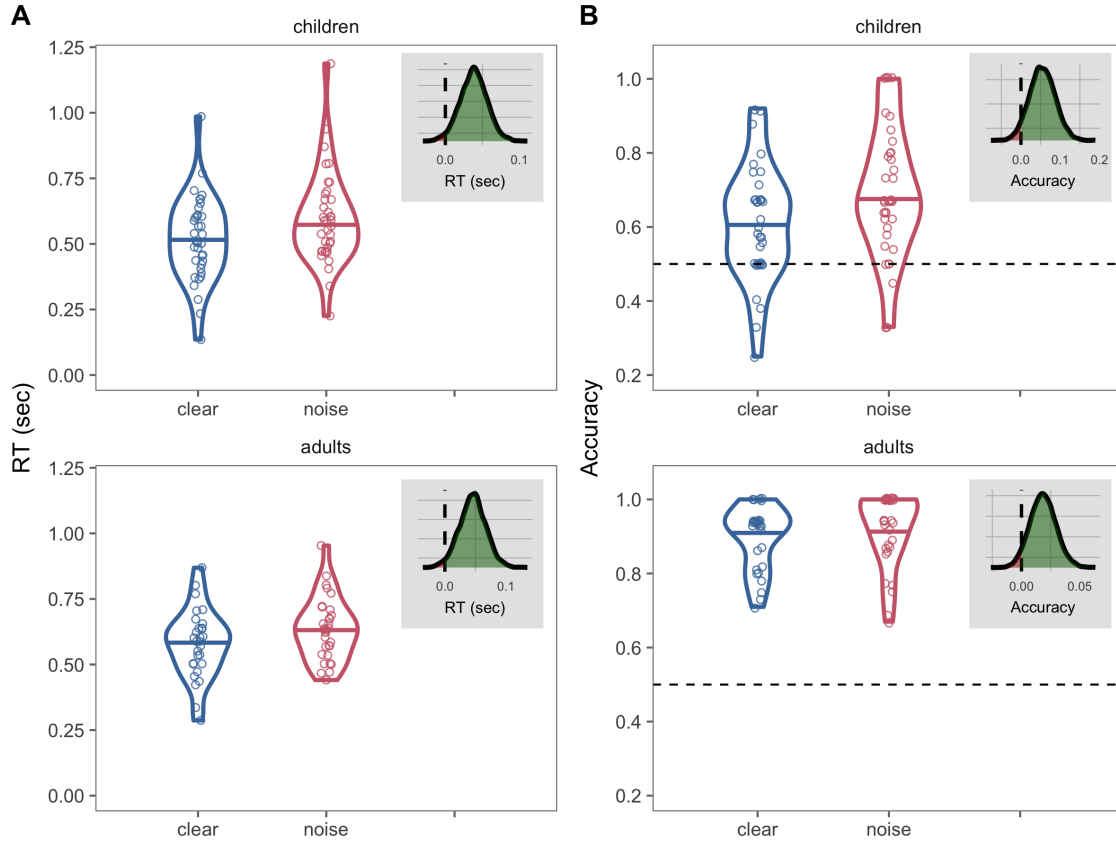 A
children
1.25
1.00
0.75
0.50
0.25
0.00
clear noise
0.0 0.1
RT (sec)
adults
1.25
1.00
0.75
0.50
0.25
0.00
clear noise
0.0 0.1
RT (sec)
RT (sec)
B
children
1.0
0.8
0.6
0.4
0.2
clear noise
0.0 0.1 0.2
Accuracy
adults
1.0
0.8
0.6
0.4
0.2
clear noise
0.00 0.05
Accuracy
Accuracy